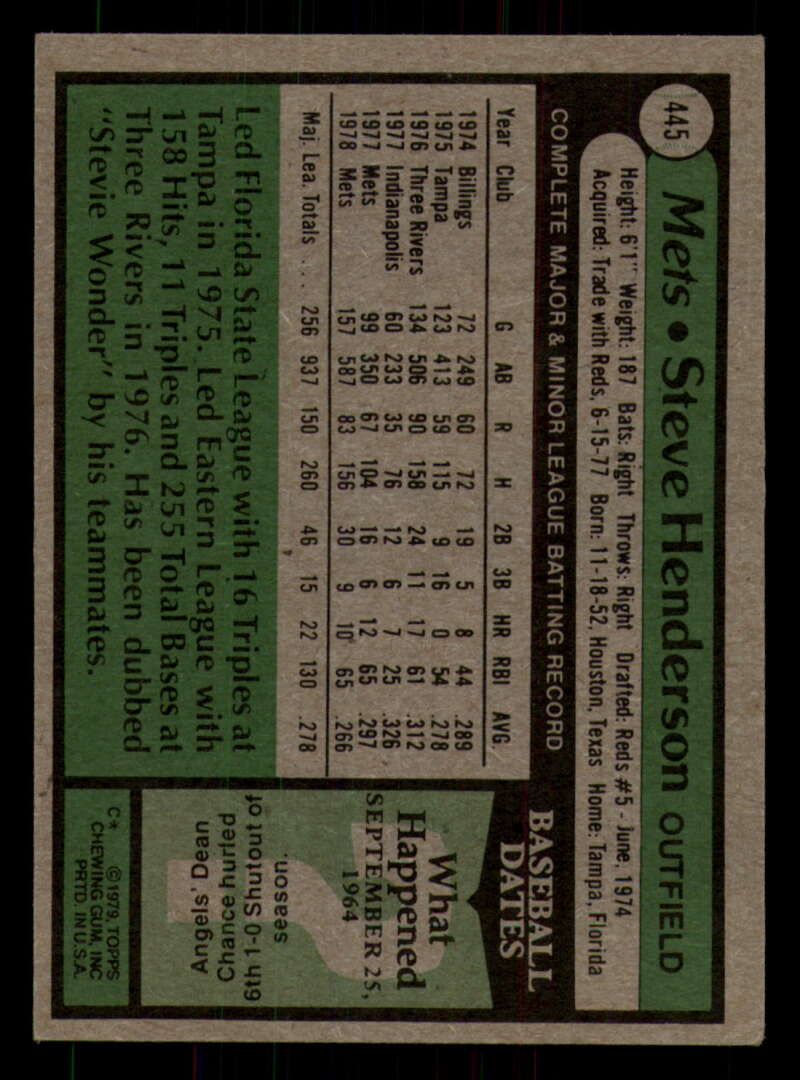 445
Mets • Steve Henderson OUTFIELD
Height: 6'1" Weight: 187 Bats: Right Throws: Right Drafted: Reds #5 - June, 1974
Acquired: Trade with Reds, 6-15-77 Born: 11-18-52, Houston, Texas Home: Tampa, Florida
COMPLETE MAJOR & MINOR LEAGUE BATTING RECORD
Year Club G AB R H 2B 3B HR RBI AVG.
1974 Billings 72 249 60 72 19 5 8 44 .289
1975 Tampa 123 413 59 115 9 16 0 54 .278
1976 Three Rivers 134 506 90 158 24 11 17 61 .312
1977 Indianapolis 60 233 35 76 12 6 7 25 .326
1977 Mets 99 350 67 104 16 6 12 65 .297
1978 Mets 157 587 83 156 30 9 10 65 .266
Maj. Lea. Totals . . . 256 937 150 260 46 15 22 130 .278
Led Florida State League with 16 Triples at
Tampa in 1975. Led Eastern League with
158 Hits, 11 Triples and 255 Total Bases at
Three Rivers in 1976. Has been dubbed
"Stevie Wonder" by his teammates.
BASEBALL
DATES
What
Happened
SEPTEMBER 25,
1964
?
Angels' Dean
Chance hurled
6th 1-0 Shutout of
season.
C* ©1979, TOPPS
CHEWING GUM, INC
PRTD. IN U.S.A.